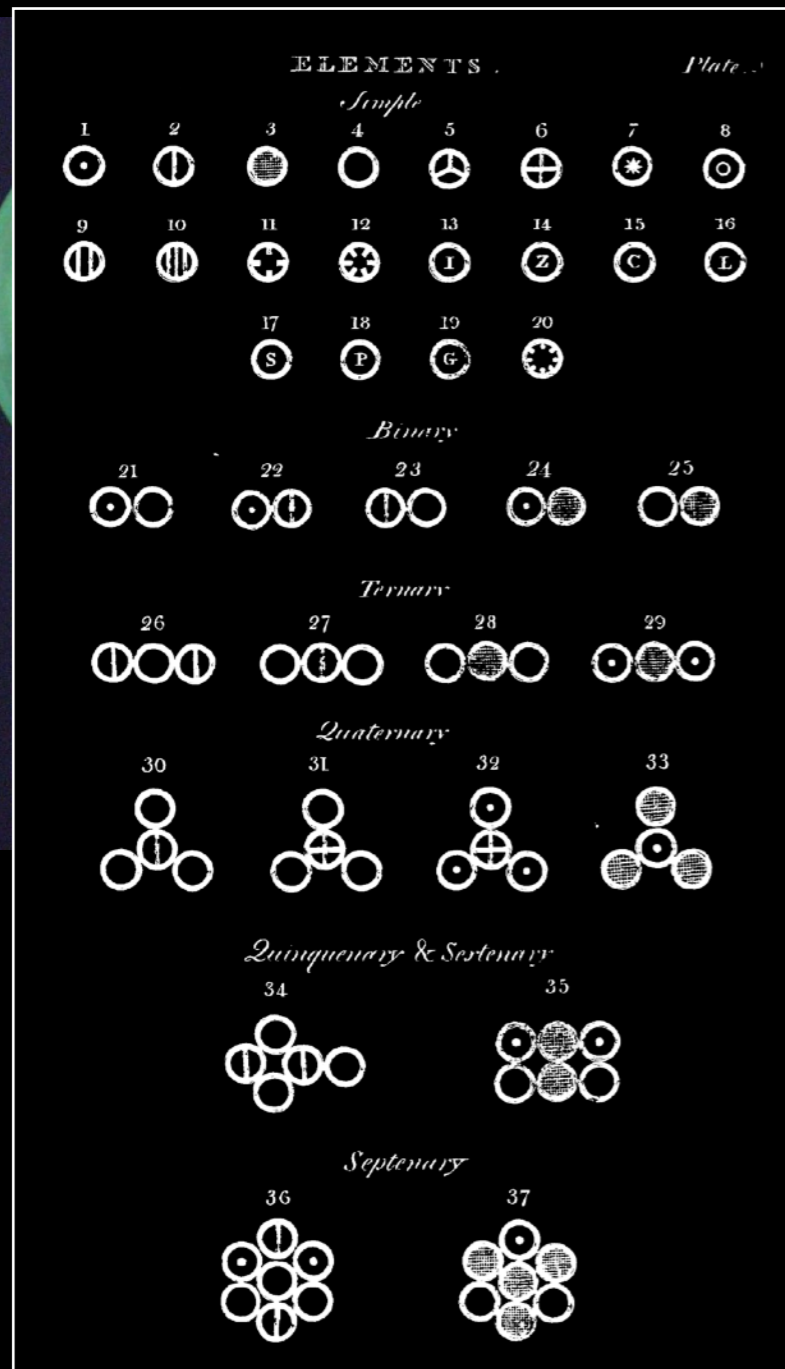 ELEMENTS. Plate
Simple
1 2 3 4 5 6 7 8
9 10 11 12 13 14 15 16
I Z C L
17 18 19 20
S P G
Binary
21 22 23 24 25
Ternary
26 27 28 29
Quaternary
30 31 32 33
Quinquenary & Sextenary
34 35
Septenary
36 37